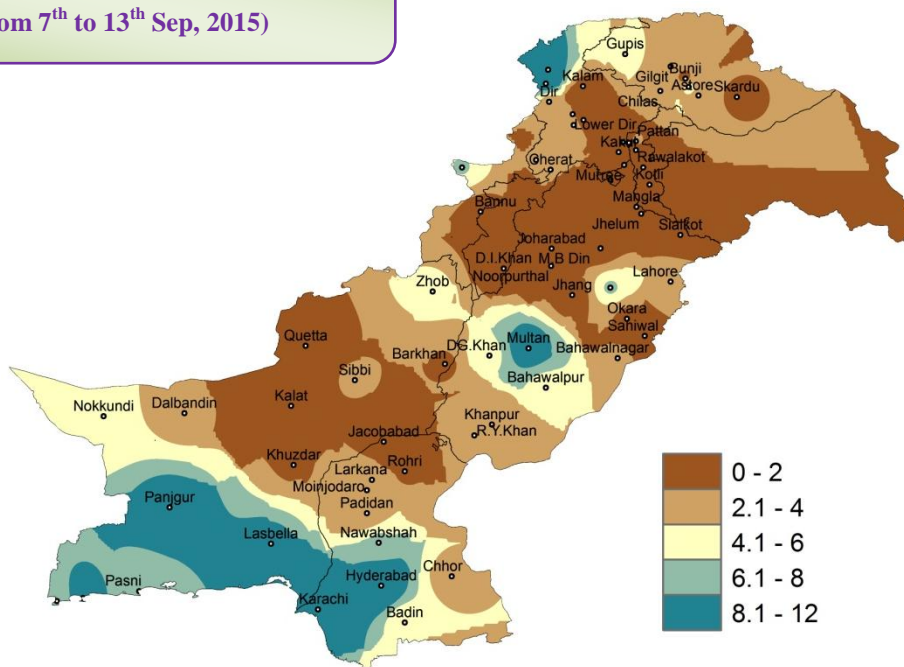 om 7th to 13th Sep, 2015)
Gupis
Kalam
Gilgit
Bunji
Astore
Skardu
Dir
Chilas
Lower Dir
Pattan
Cherat
Rawalakot
Kotli
Mangla
Bannu
Jhelum
Sialkot
Joharabad
D.I.Khan
M.B Din
Noorpurthal
Lahore
Zhob
Jhang
Okara
Sahiwal
Quetta
Multan
DG.Khan
Barkhan
Bahawalnagar
Sibbi
Bahawalpur
Nokkundi
Dalbandin
Kalat
Khanpur
R.Y.Khan
Jacobabad
Khuzdar
Rohri
Larkana
Moinjodaro
Padidan
Panjgur
Lasbella
Nawabshah
Pasni
Hyderabad
Chhor
Karachi
Badin
0 - 2
2.1 - 4
4.1 - 6
6.1 - 8
8.1 - 12